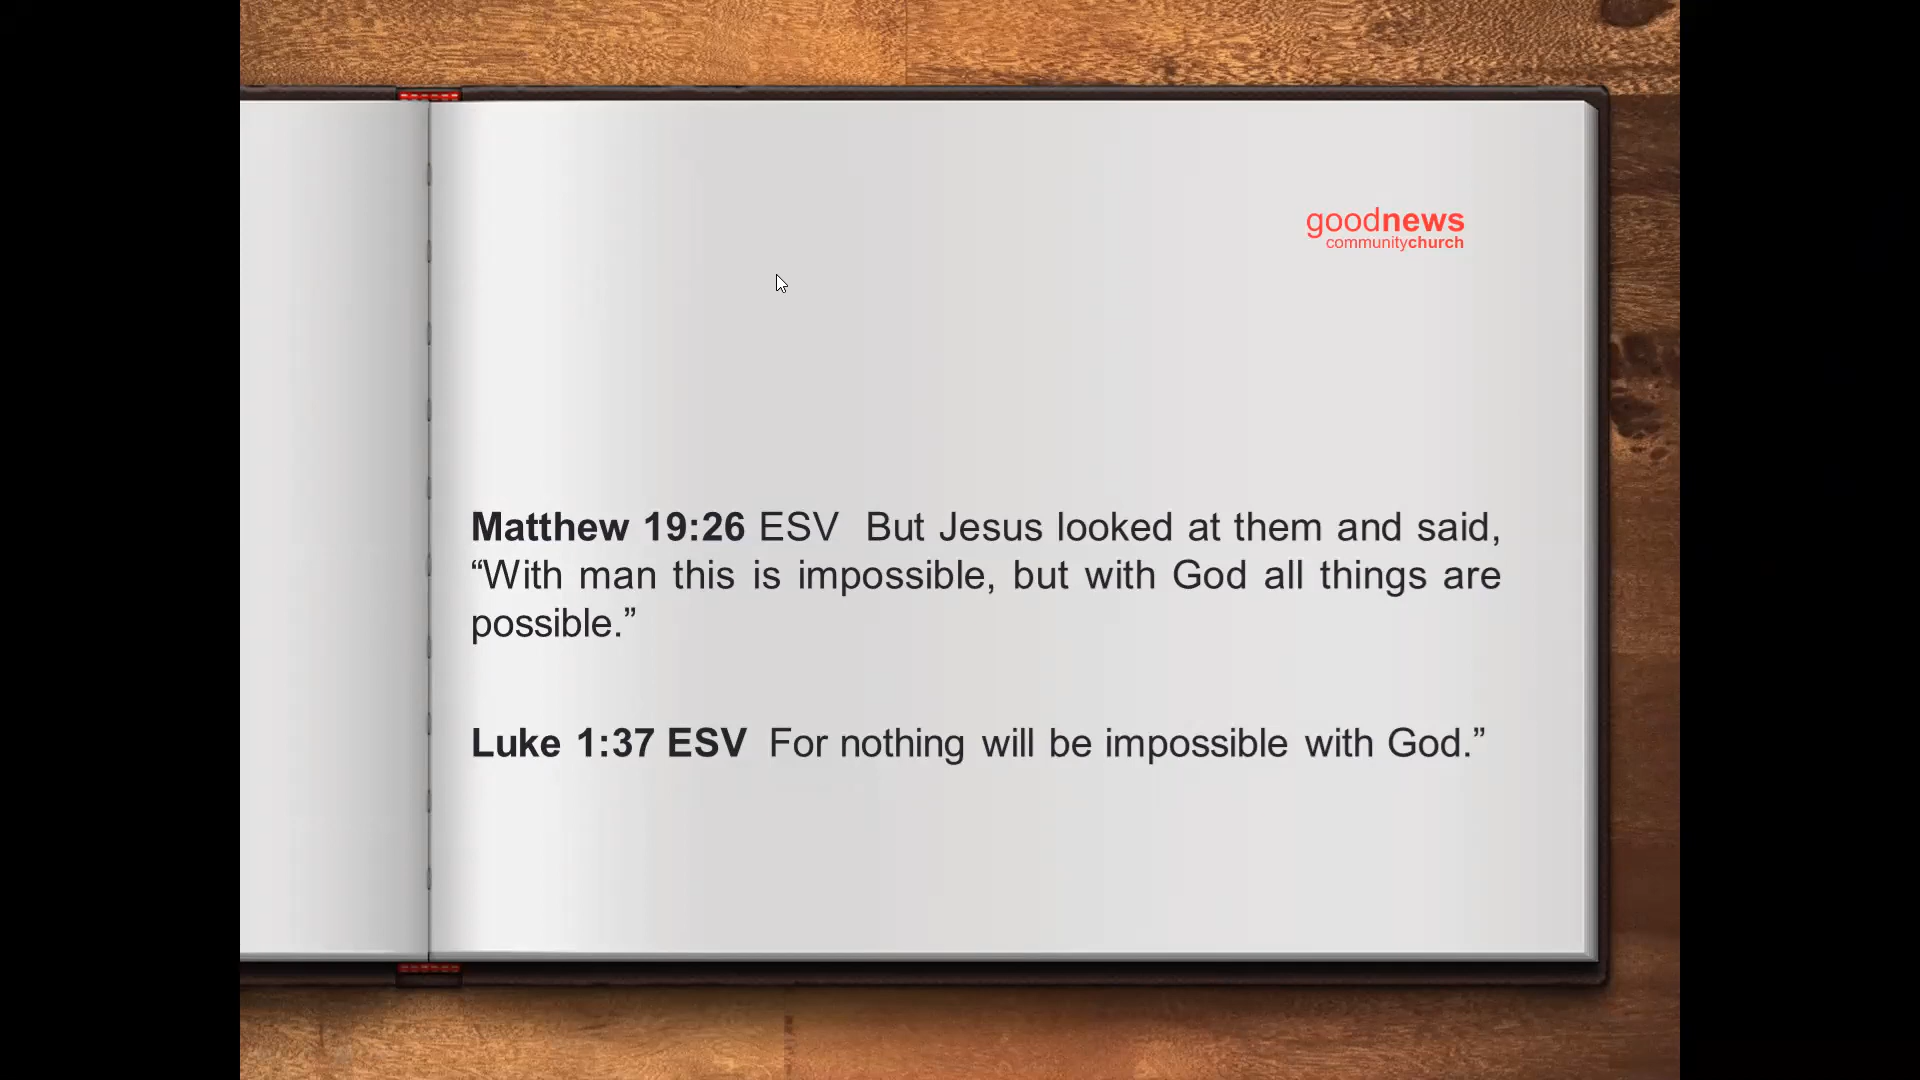 goodnews
communitychurch
Matthew 19:26 ESV  But Jesus looked at them and said,
“With man this is impossible, but with God all things are
possible.”
Luke 1:37 ESV  For nothing will be impossible with God.”